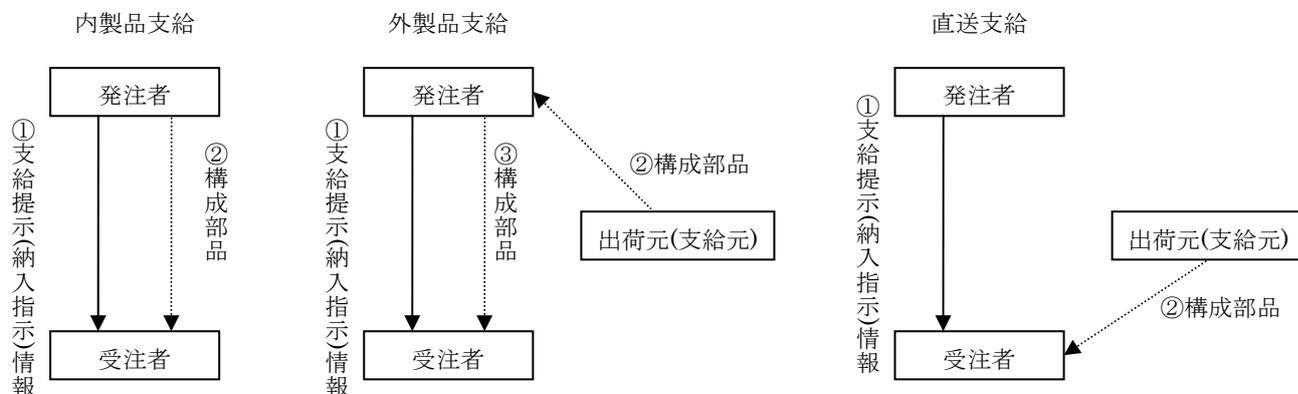 内製品支給
発注者
①支給提示(納入指示)情報
②構成部品
受注者
外製品支給
発注者
①支給提示(納入指示)情報
③構成部品
②構成部品
出荷元(支給元)
受注者
直送支給
発注者
①支給提示(納入指示)情報
出荷元(支給元)
②構成部品
受注者